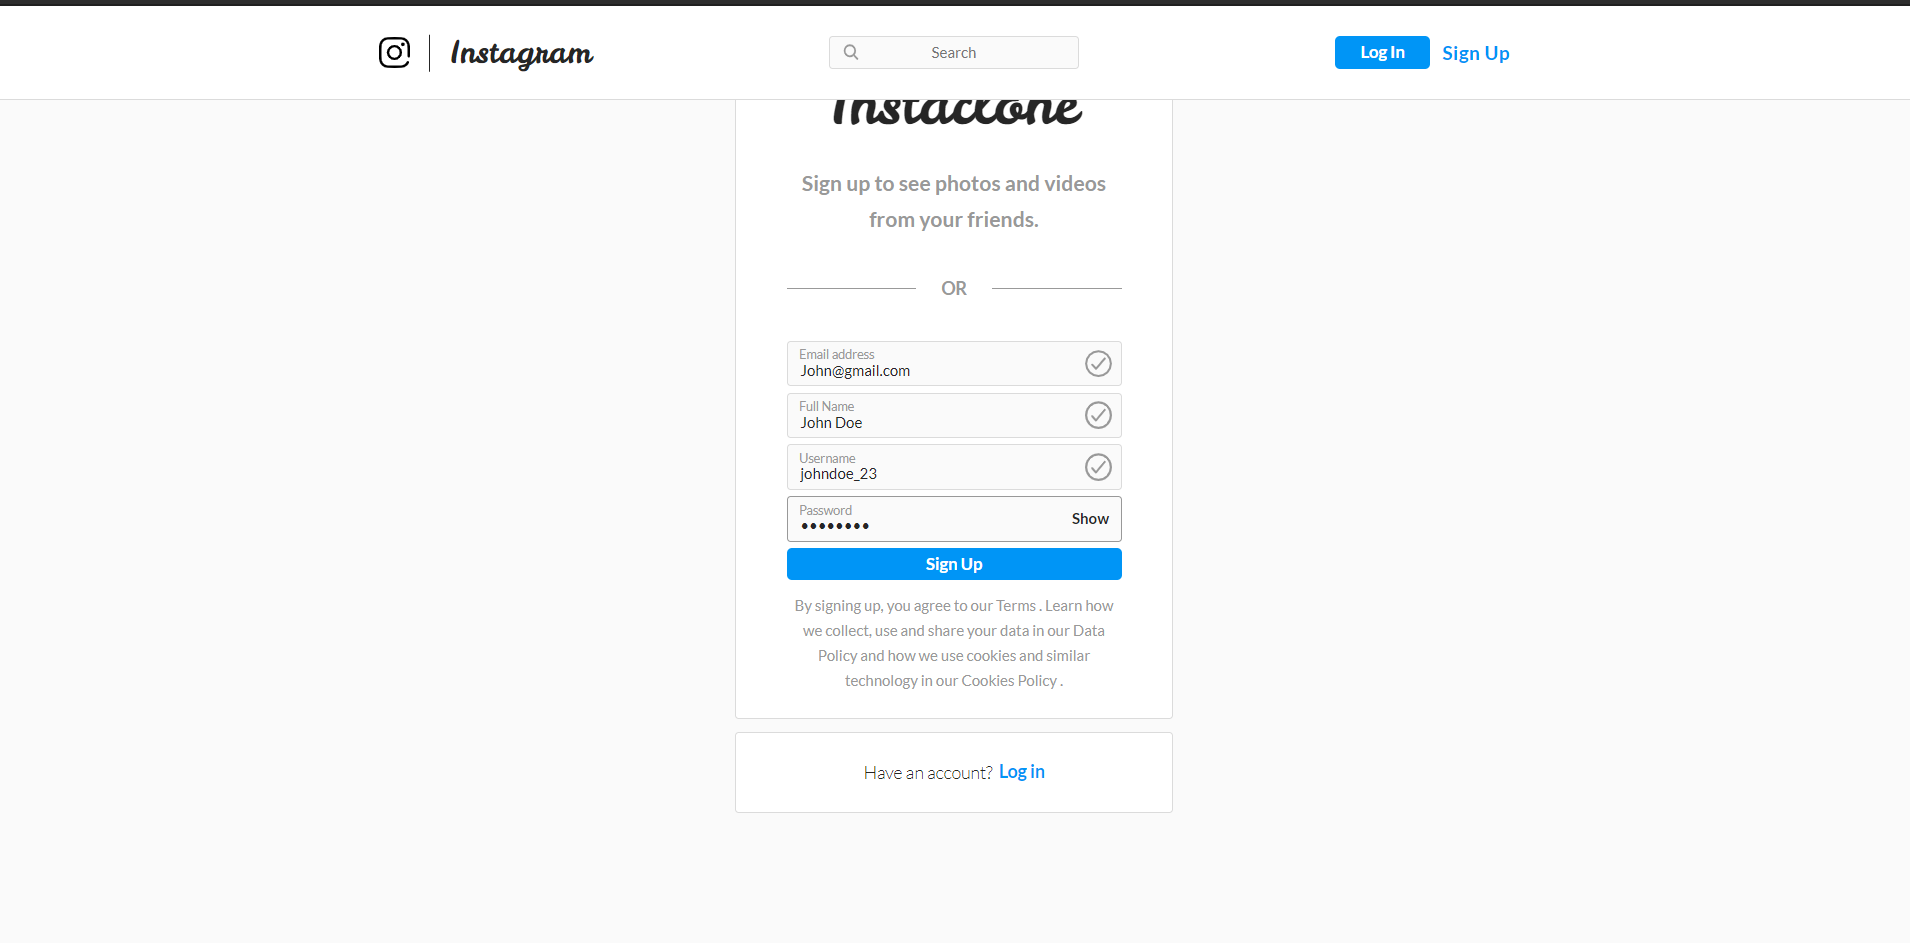 Instagram
Search
Log In
Sign Up
Instaclone
Sign up to see photos and videos
from your friends.
OR
Email address
John@gmail.com
Full Name
John Doe
Username
johndoe_23
Password
••••••••
Show
Sign Up
By signing up, you agree to our Terms . Learn how
we collect, use and share your data in our Data
Policy and how we use cookies and similar
technology in our Cookies Policy .
Have an account? Log in